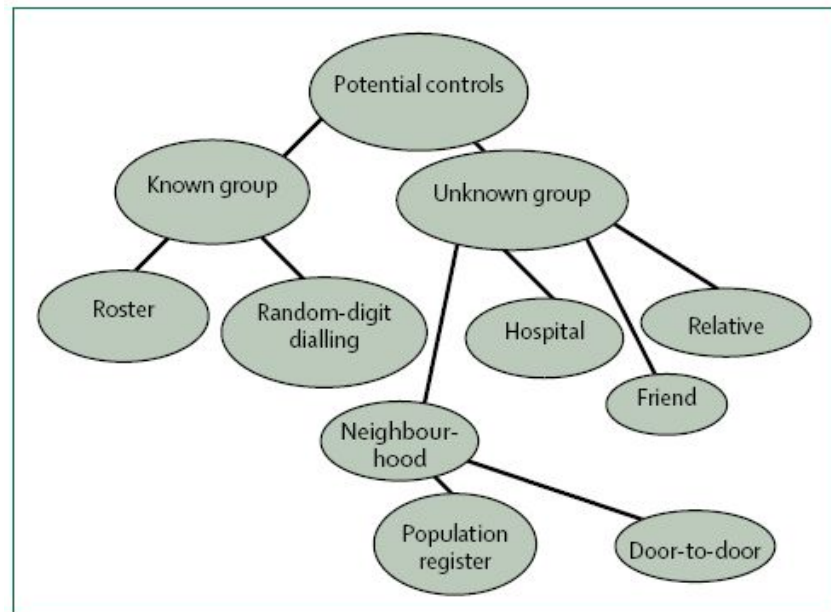 Potential controls
Known group
Unknown group
Roster
Random-digit
dialling
Hospital
Relative
Friend
Neighbour-
hood
Population
register
Door-to-door